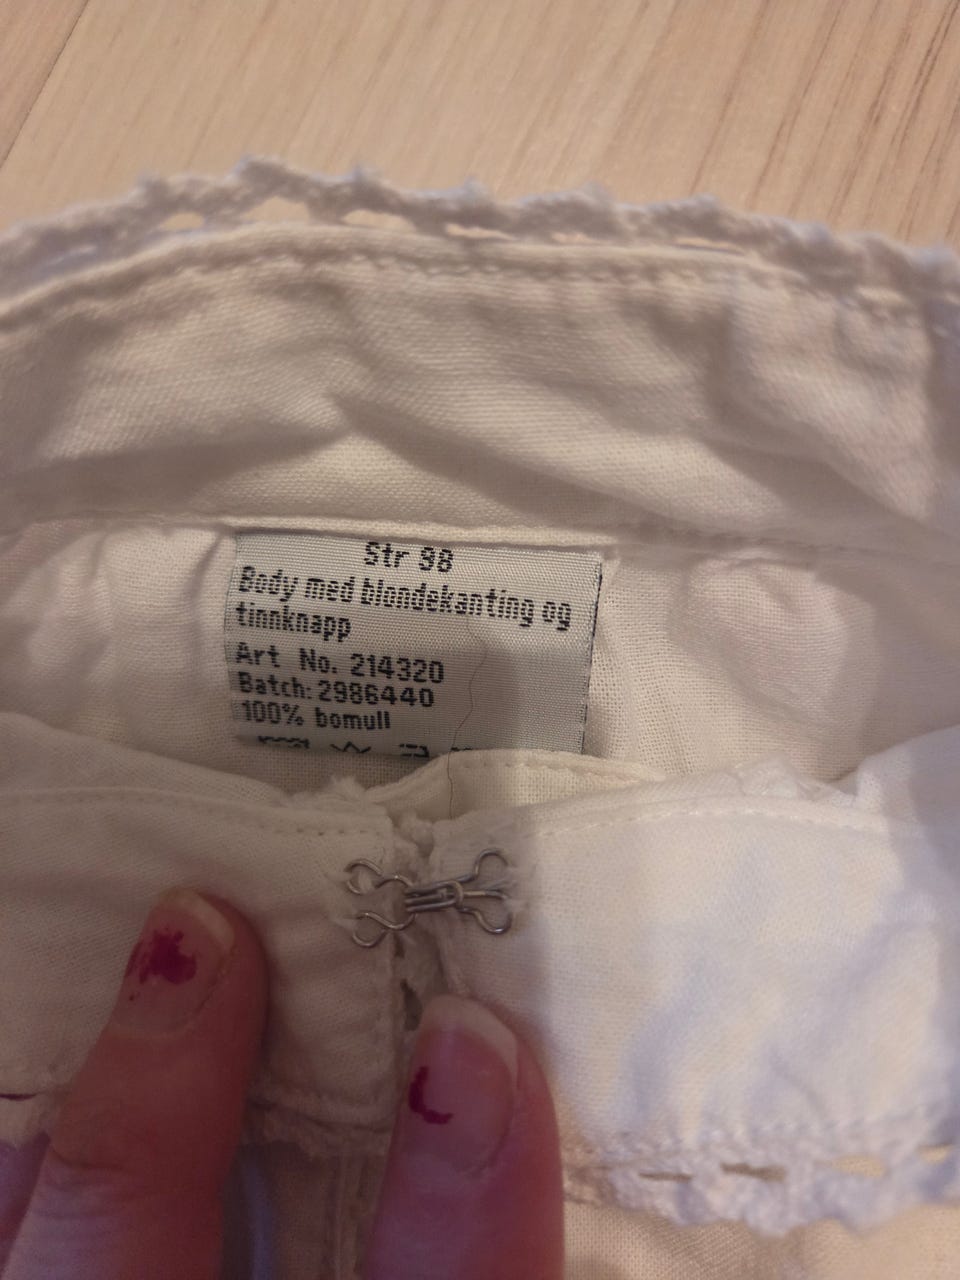 Str 98
Body med blondekanting og
tinnknapp
Art No. 214320
Batch: 2986440
100% bomull